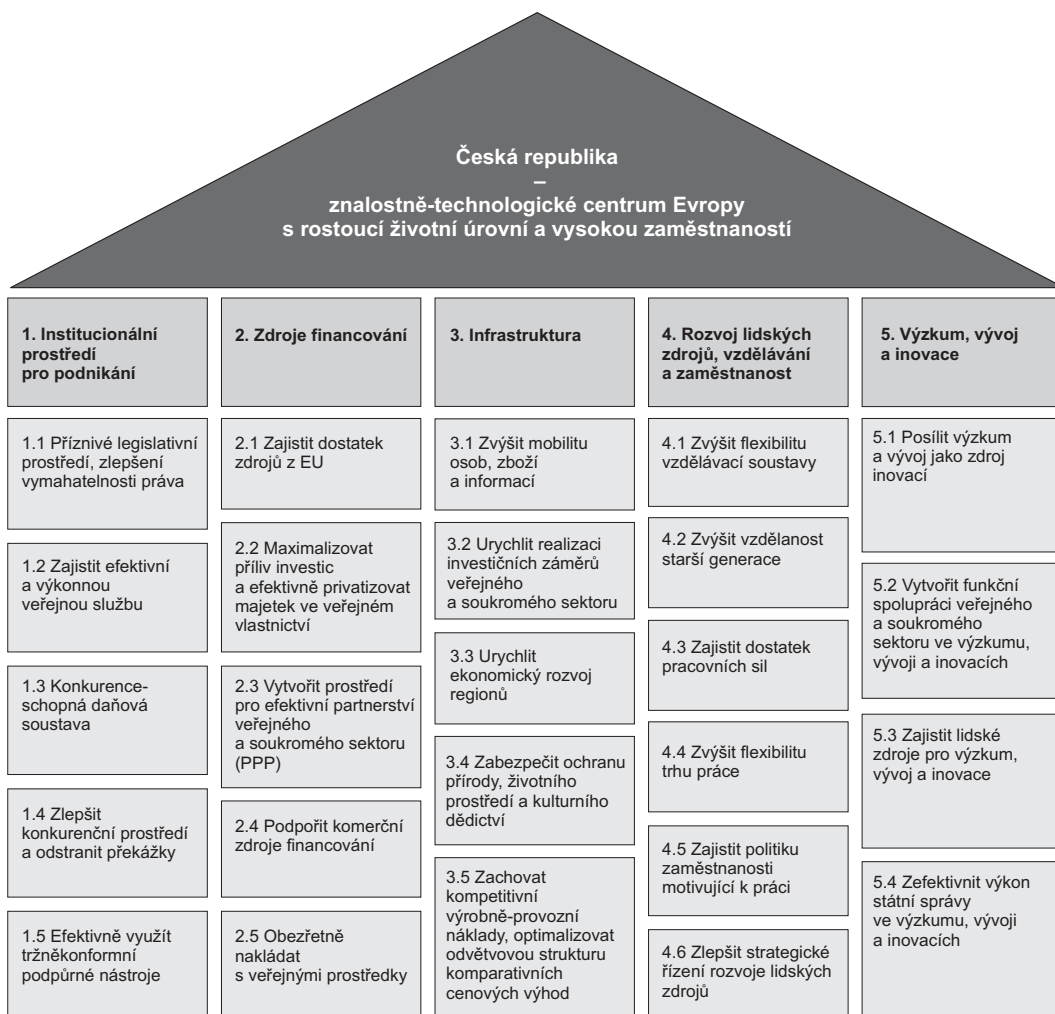 Česká republika
–
znalostně-technologické centrum Evropy
s rostoucí životní úrovní a vysokou zaměstnaností
1. Institucionální
prostředí
pro podnikání
1.1 Příznivé legislativní
prostředí, zlepšení
vymahatelnosti práva
1.2 Zajistit efektivní
a výkonnou
veřejnou službu
1.3 Konkurence-
schopná daňová
soustava
1.4 Zlepšit
konkurenční prostředí
a odstranit překážky
1.5 Efektivně využít
tržněkonformní
podpůrné nástroje
2. Zdroje financování
2.1 Zajistit dostatek
zdrojů z EU
2.2 Maximalizovat
příliv investic
a efektivně privatizovat
majetek ve veřejném
vlastnictví
2.3 Vytvořit prostředí
pro efektivní partnerství
veřejného
a soukromého sektoru
(PPP)
2.4 Podpořit komerční
zdroje financování
2.5 Obezřetně
nakládat
s veřejnými prostředky
3. Infrastruktura
3.1 Zvýšit mobilitu
osob, zboží
a informací
3.2 Urychlit realizaci
investičních záměrů
veřejného
a soukromého sektoru
3.3 Urychlit
ekonomický rozvoj
regionů
3.4 Zabezpečit ochranu
přírody, životního
prostředí a kulturního
dědictví
3.5 Zachovat
kompetitivní
výrobně-provozní
náklady, optimalizovat
odvětvovou strukturu
komparativních
cenových výhod
4. Rozvoj lidských
zdrojů, vzdělávání
a zaměstnanost
4.1 Zvýšit flexibilitu
vzdělávací soustavy
4.2 Zvýšit vzdělanost
starší generace
4.3 Zajistit dostatek
pracovních sil
4.4 Zvýšit flexibilitu
trhu práce
4.5 Zajistit politiku
zaměstnanosti
motivující k práci
4.6 Zlepšit strategické
řízení rozvoje lidských
zdrojů
5. Výzkum, vývoj
a inovace
5.1 Posílit výzkum
a vývoj jako zdroj
inovací
5.2 Vytvořit funkční
spolupráci veřejného
a soukromého
sektoru ve výzkumu,
vývoji a inovacích
5.3 Zajistit lidské
zdroje pro výzkum,
vývoj a inovace
5.4 Zefektivnit výkon
státní správy
ve výzkumu, vývoji
a inovacích